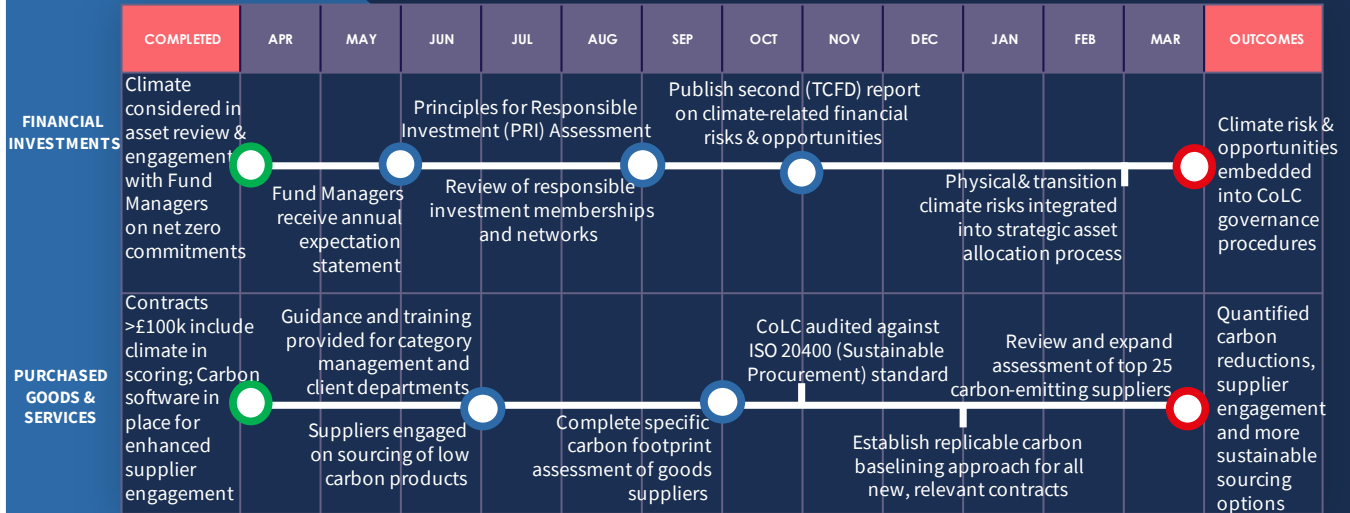 COMPLETED APR MAY JUN JUL AUG SEP OCT NOV DEC JAN FEB MAR OUTCOMES
FINANCIAL
INVESTMENTS
Climate
considered in
asset review &
engagement
with Fund
Managers
on net zero
commitments
Fund Managers
receive annual
expectation
statement
Principles for Responsible
Investment (PRI) Assessment
Review of responsible
investment memberships
and networks
Publish second (TCFD) report
on climate-related financial
risks & opportunities
Physical & transition
climate risks integrated
into strategic asset
allocation process
Climate risk &
opportunities
embedded
into CoLC
governance
procedures
PURCHASED
GOODS &
SERVICES
Contracts
>£100k include
climate in
scoring; Carbon
software in
place for
enhanced
supplier
engagement
Guidance and training
provided for category
management and
client departments
Suppliers engaged
on sourcing of low
carbon products
Complete specific
carbon footprint
assessment of goods
suppliers
CoLC audited against
ISO 20400 (Sustainable
Procurement) standard
Establish replicable carbon
baselining approach for all
new, relevant contracts
Review and expand
assessment of top 25
carbon-emitting suppliers
Quantified
carbon
reductions,
supplier
engagement
and more
sustainable
sourcing
options